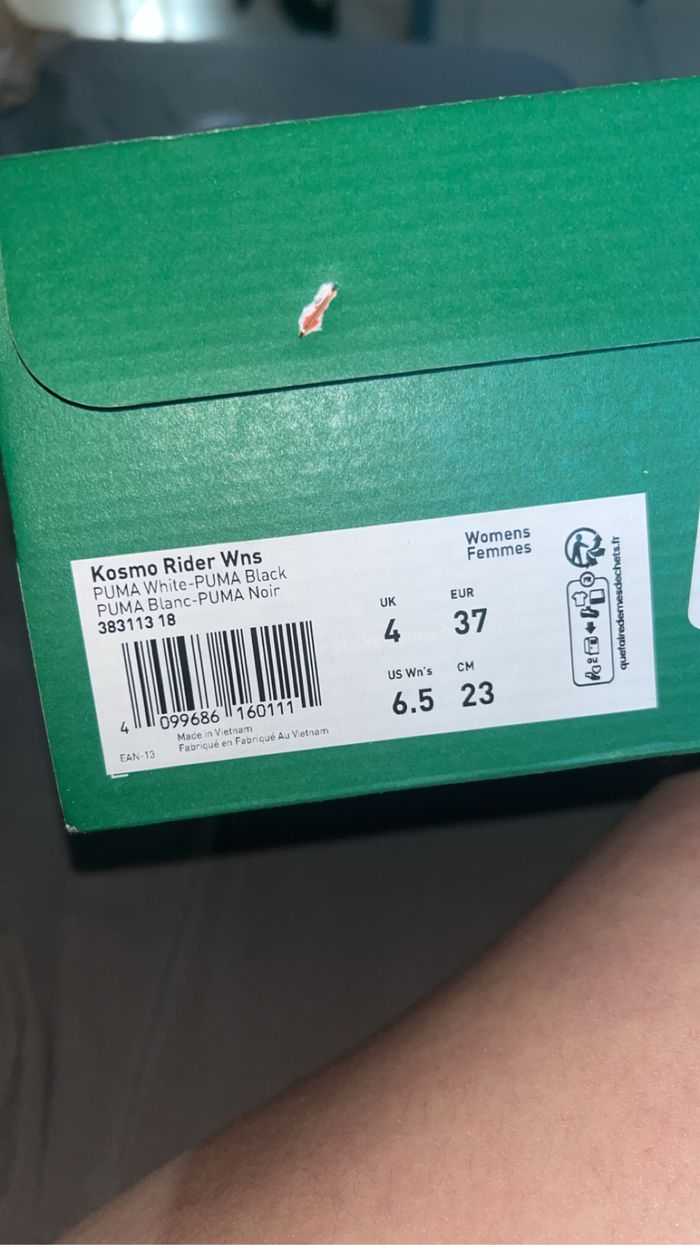 Kosmo Rider Wns
PUMA White-PUMA Black
PUMA Blanc-PUMA Noir
383113 18
4 099686 160111
Made in Vietnam
EAN-13 Fabriqué en Fabriqué Au Vietnam
Womens
Femmes
UK EUR
4 37
US Wn's CM
6.5 23
quefairedemesdechets.fr